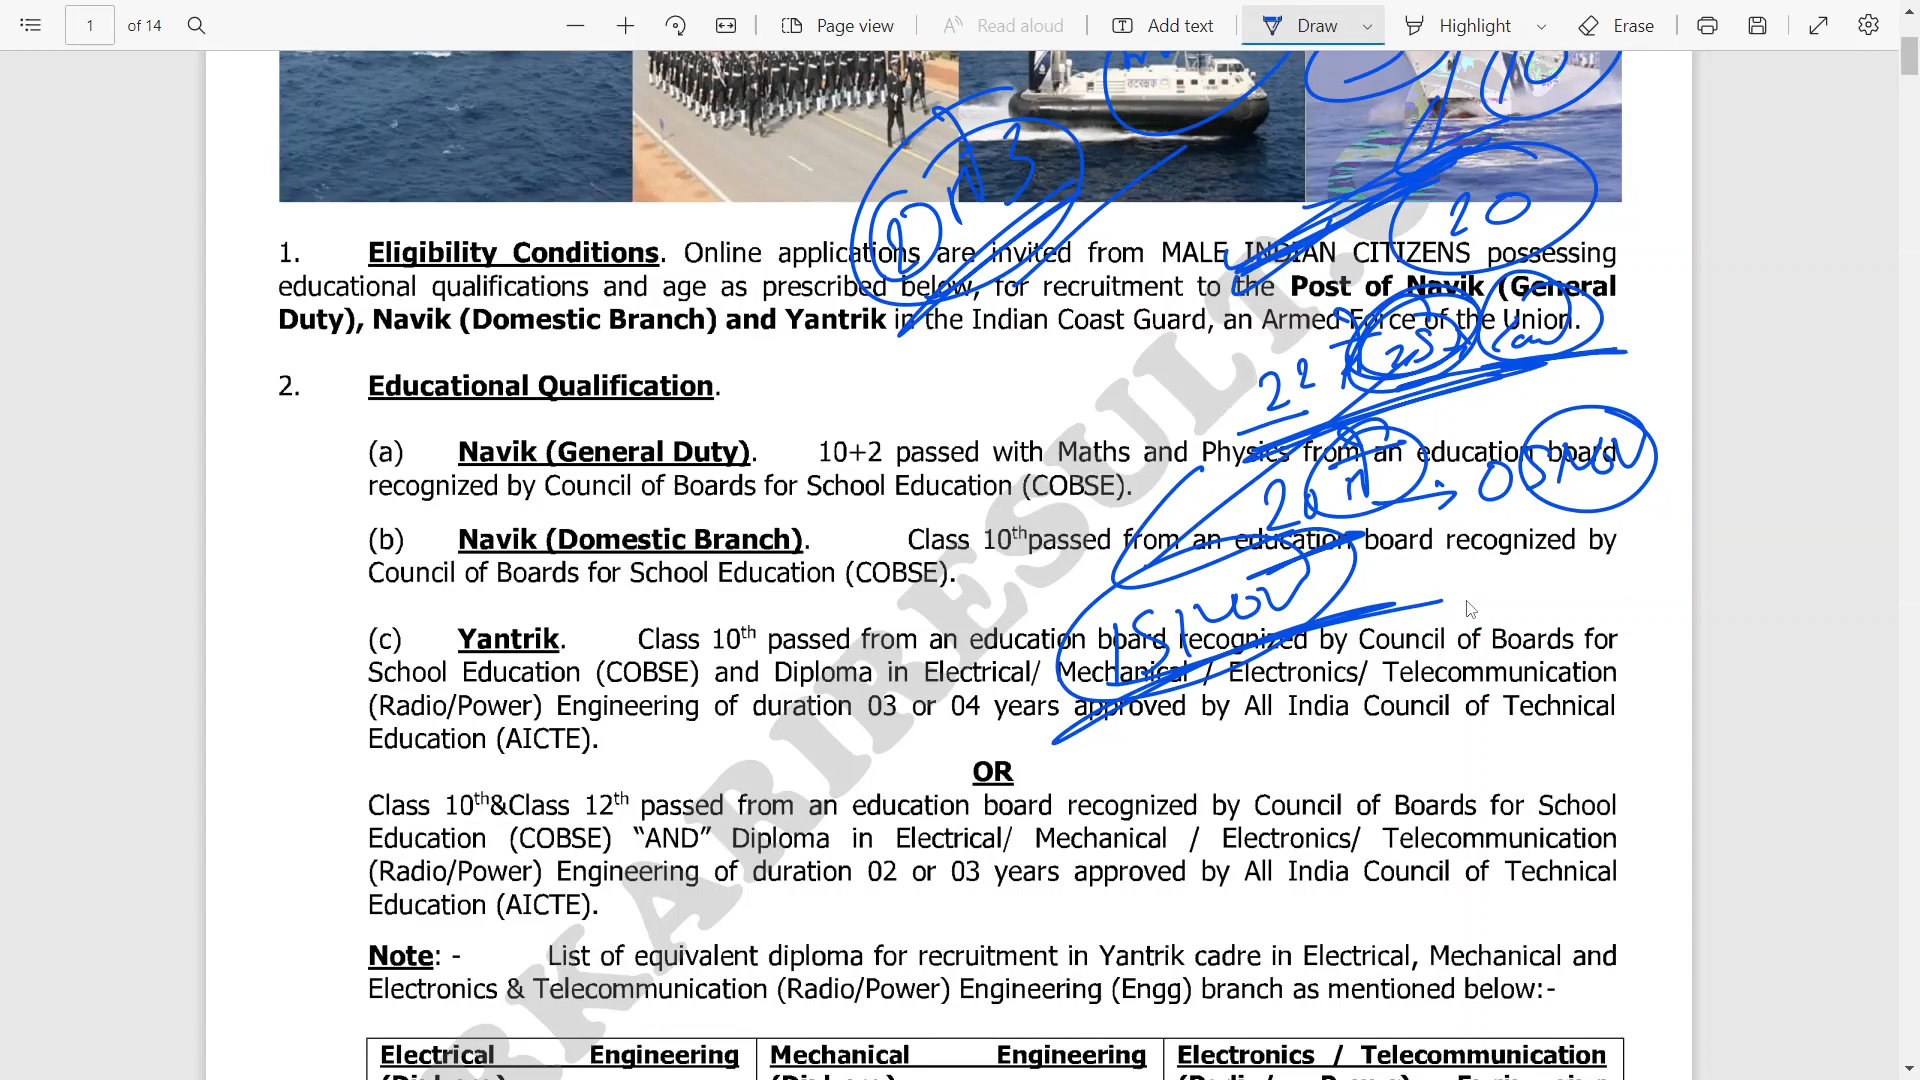 1 of 14 Page view Read aloud Add text Draw Highlight Erase
तटरक्षक
20
1. Eligibility Conditions. Online applications are invited from MALE INDIAN CITIZENS possessing
educational qualifications and age as prescribed below, for recruitment to the Post of Navik (General
Duty), Navik (Domestic Branch) and Yantrik in the Indian Coast Guard, an Armed Force of the Union.
22
2. Educational Qualification.
(a) Navik (General Duty). 10+2 passed with Maths and Physics from an education board
recognized by Council of Boards for School Education (COBSE).
05 NOV
(b) Navik (Domestic Branch). Class 10thpassed from an education board recognized by
Council of Boards for School Education (COBSE).
15 NOV
(c) Yantrik. Class 10th passed from an education board recognized by Council of Boards for
School Education (COBSE) and Diploma in Electrical/ Mechanical / Electronics/ Telecommunication
(Radio/Power) Engineering of duration 03 or 04 years approved by All India Council of Technical
Education (AICTE).
OR
Class 10th&Class 12th passed from an education board recognized by Council of Boards for School
Education (COBSE) “AND” Diploma in Electrical/ Mechanical / Electronics/ Telecommunication
(Radio/Power) Engineering of duration 02 or 03 years approved by All India Council of Technical
Education (AICTE).
Note: - List of equivalent diploma for recruitment in Yantrik cadre in Electrical, Mechanical and
Electronics & Telecommunication (Radio/Power) Engineering (Engg) branch as mentioned below:-
Electrical Engineering Mechanical Engineering Electronics / Telecommunication
RKARIRESULT.